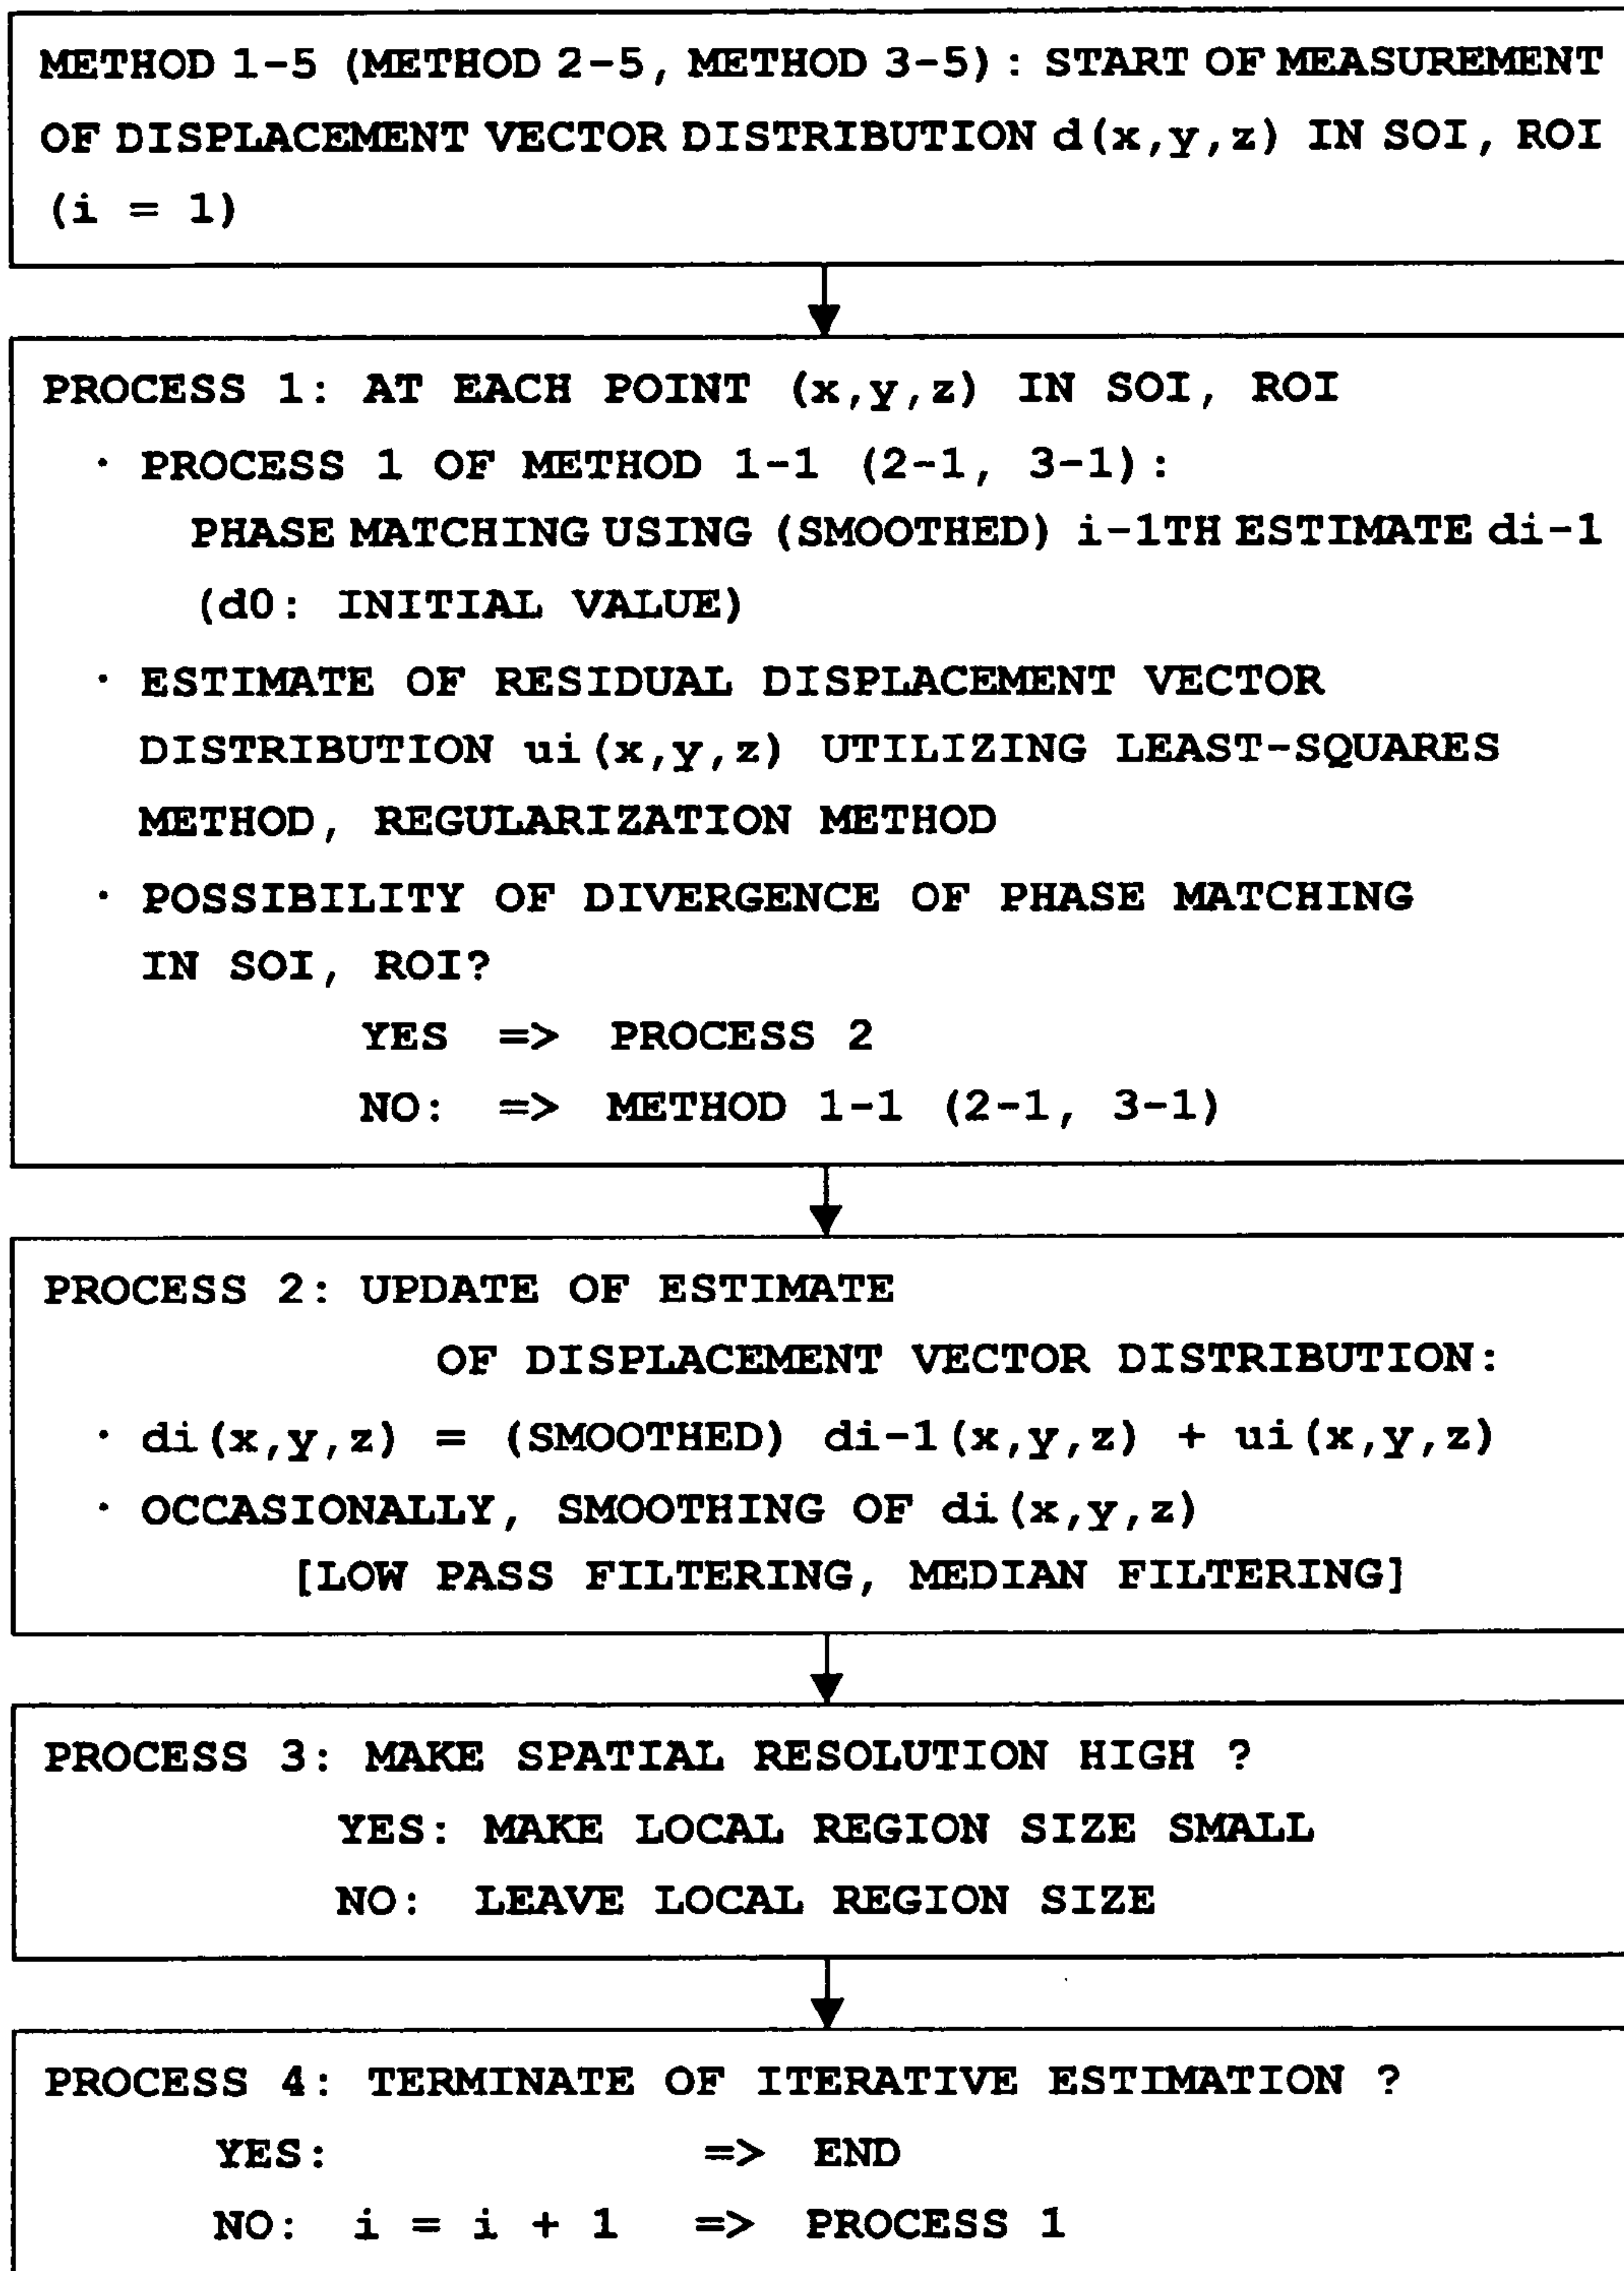 METHOD 1-5 (METHOD 2-5, METHOD 3-5): START OF MEASUREMENT
OF DISPLACEMENT VECTOR DISTRIBUTION d(x,y,z) IN SOI, ROI
(i = 1)
PROCESS 1: AT EACH POINT (x,y,z) IN SOI, ROI
· PROCESS 1 OF METHOD 1-1 (2-1, 3-1):
PHASE MATCHING USING (SMOOTHED) i-1TH ESTIMATE di-1
(d0: INITIAL VALUE)
· ESTIMATE OF RESIDUAL DISPLACEMENT VECTOR
DISTRIBUTION ui(x,y,z) UTILIZING LEAST-SQUARES
METHOD, REGULARIZATION METHOD
· POSSIBILITY OF DIVERGENCE OF PHASE MATCHING
IN SOI, ROI?
YES => PROCESS 2
NO: => METHOD 1-1 (2-1, 3-1)
PROCESS 2: UPDATE OF ESTIMATE
OF DISPLACEMENT VECTOR DISTRIBUTION:
· di(x,y,z) = (SMOOTHED) di-1(x,y,z) + ui(x,y,z)
· OCCASIONALLY, SMOOTHING OF di(x,y,z)
[LOW PASS FILTERING, MEDIAN FILTERING]
PROCESS 3: MAKE SPATIAL RESOLUTION HIGH ?
YES: MAKE LOCAL REGION SIZE SMALL
NO: LEAVE LOCAL REGION SIZE
PROCESS 4: TERMINATE OF ITERATIVE ESTIMATION ?
YES: => END
NO: i = i + 1 => PROCESS 1